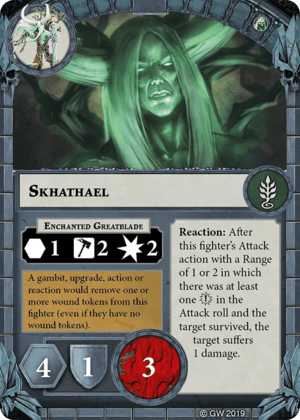 SKHATHAEL
ENCHANTED GREATBLADE
1 2 2
A gambit, upgrade, action or
reaction would remove one or
more wound tokens from this
fighter (even if they have no
wound tokens).
Reaction: After
this fighter's Attack
action with a Range
of 1 or 2 in which
there was at least
one in the
Attack roll and the
target survived, the
target suffers
1 damage.
4 1 3
© GW 2019